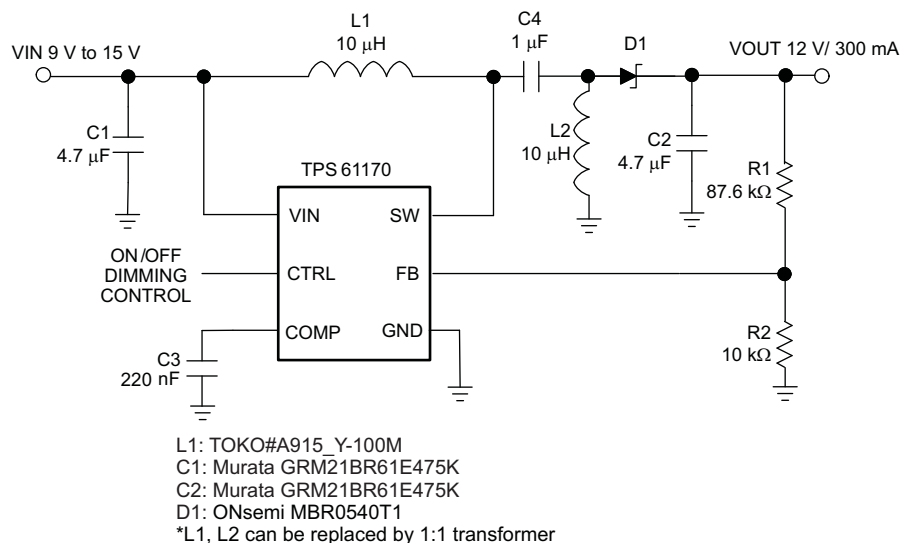 L1
10 μH
C4
1 μF
D1
VIN 9 V to 15 V
VOUT 12 V/ 300 mA
C1
4.7 μF
L2
10 μH
C2
4.7 μF
R1
87.6 kΩ
TPS 61170
VIN
SW
ON/OFF
DIMMING
CONTROL
CTRL
FB
COMP
GND
C3
220 nF
R2
10 kΩ
L1: TOKO#A915_Y-100M
C1: Murata GRM21BR61E475K
C2: Murata GRM21BR61E475K
D1: ONsemi MBR0540T1
*L1, L2 can be replaced by 1:1 transformer